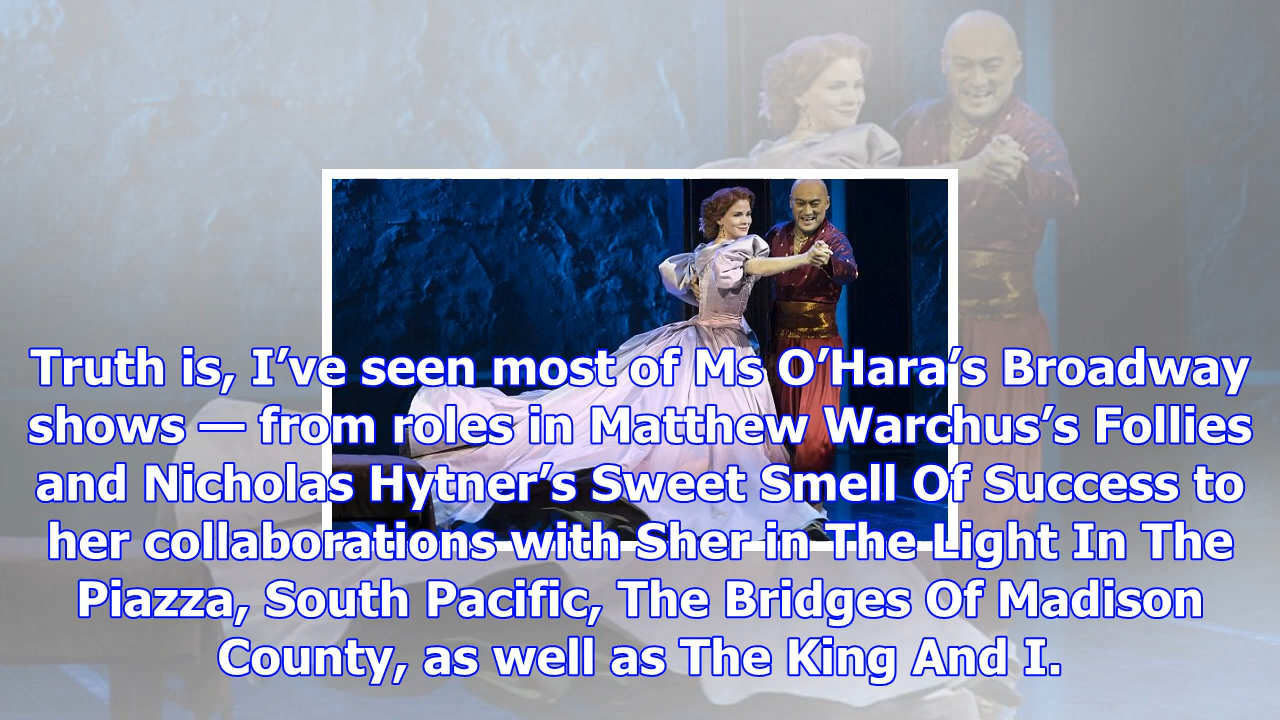 Truth is, I’ve seen most of Ms O’Hara’s Broadway
shows — from roles in Matthew Warchus’s Follies
and Nicholas Hytner’s Sweet Smell Of Success to
her collaborations with Sher in The Light In The
Piazza, South Pacific, The Bridges Of Madison
County, as well as The King And I.